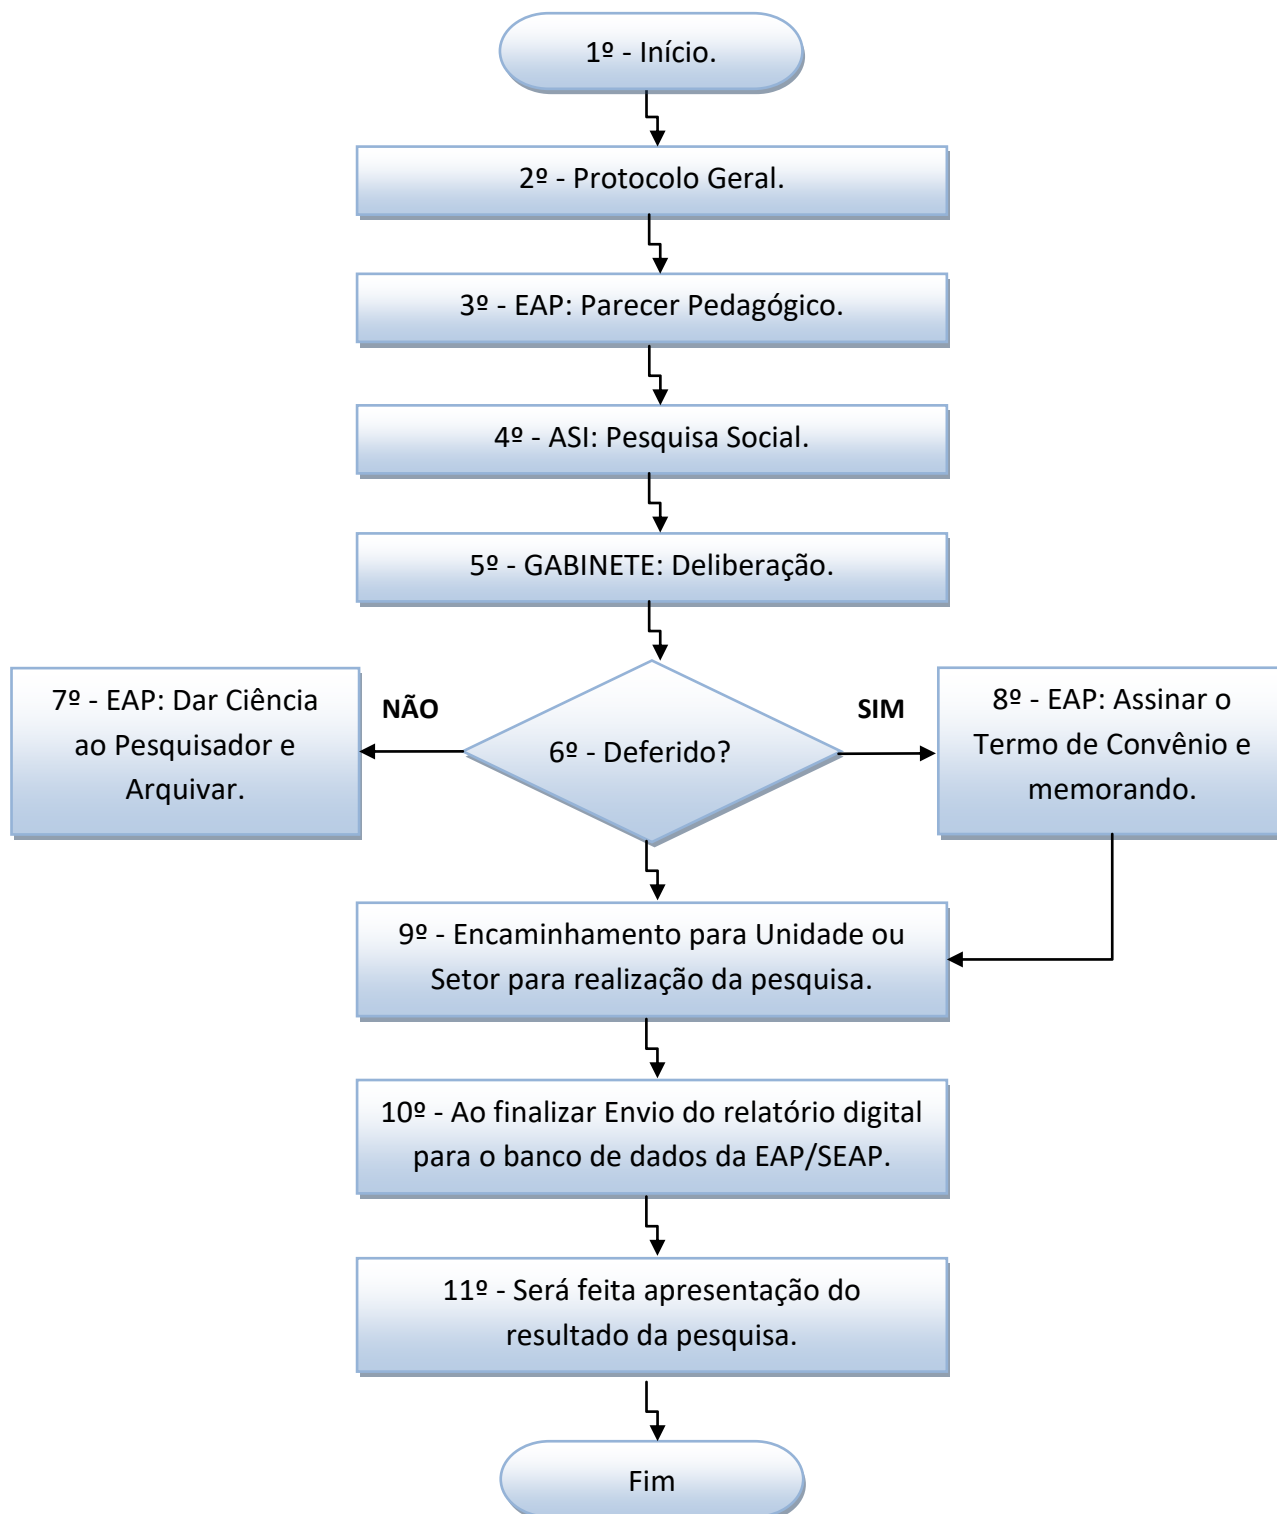 1º - Início.
2º - Protocolo Geral.
3º - EAP: Parecer Pedagógico.
4º - ASI: Pesquisa Social.
5º - GABINETE: Deliberação.
6º - Deferido?
NÃO
SIM
7º - EAP: Dar Ciência
ao Pesquisador e
Arquivar.
8º - EAP: Assinar o
Termo de Convênio e
memorando.
9º - Encaminhamento para Unidade ou
Setor para realização da pesquisa.
10º - Ao finalizar Envio do relatório digital
para o banco de dados da EAP/SEAP.
11º - Será feita apresentação do
resultado da pesquisa.
Fim